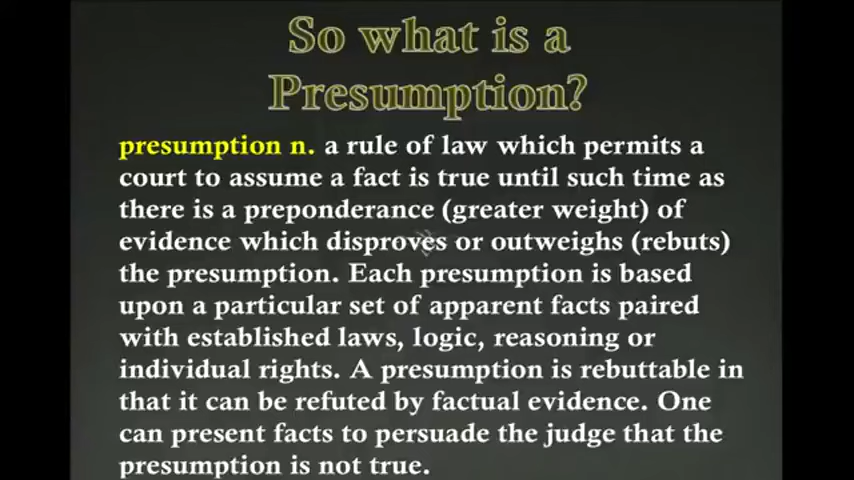 So what is a
Presumption?
presumption n. a rule of law which permits a
court to assume a fact is true until such time as
there is a preponderance (greater weight) of
evidence which disproves or outweighs (rebuts)
the presumption. Each presumption is based
upon a particular set of apparent facts paired
with established laws, logic, reasoning or
individual rights. A presumption is rebuttable in
that it can be refuted by factual evidence. One
can present facts to persuade the judge that the
presumption is not true.